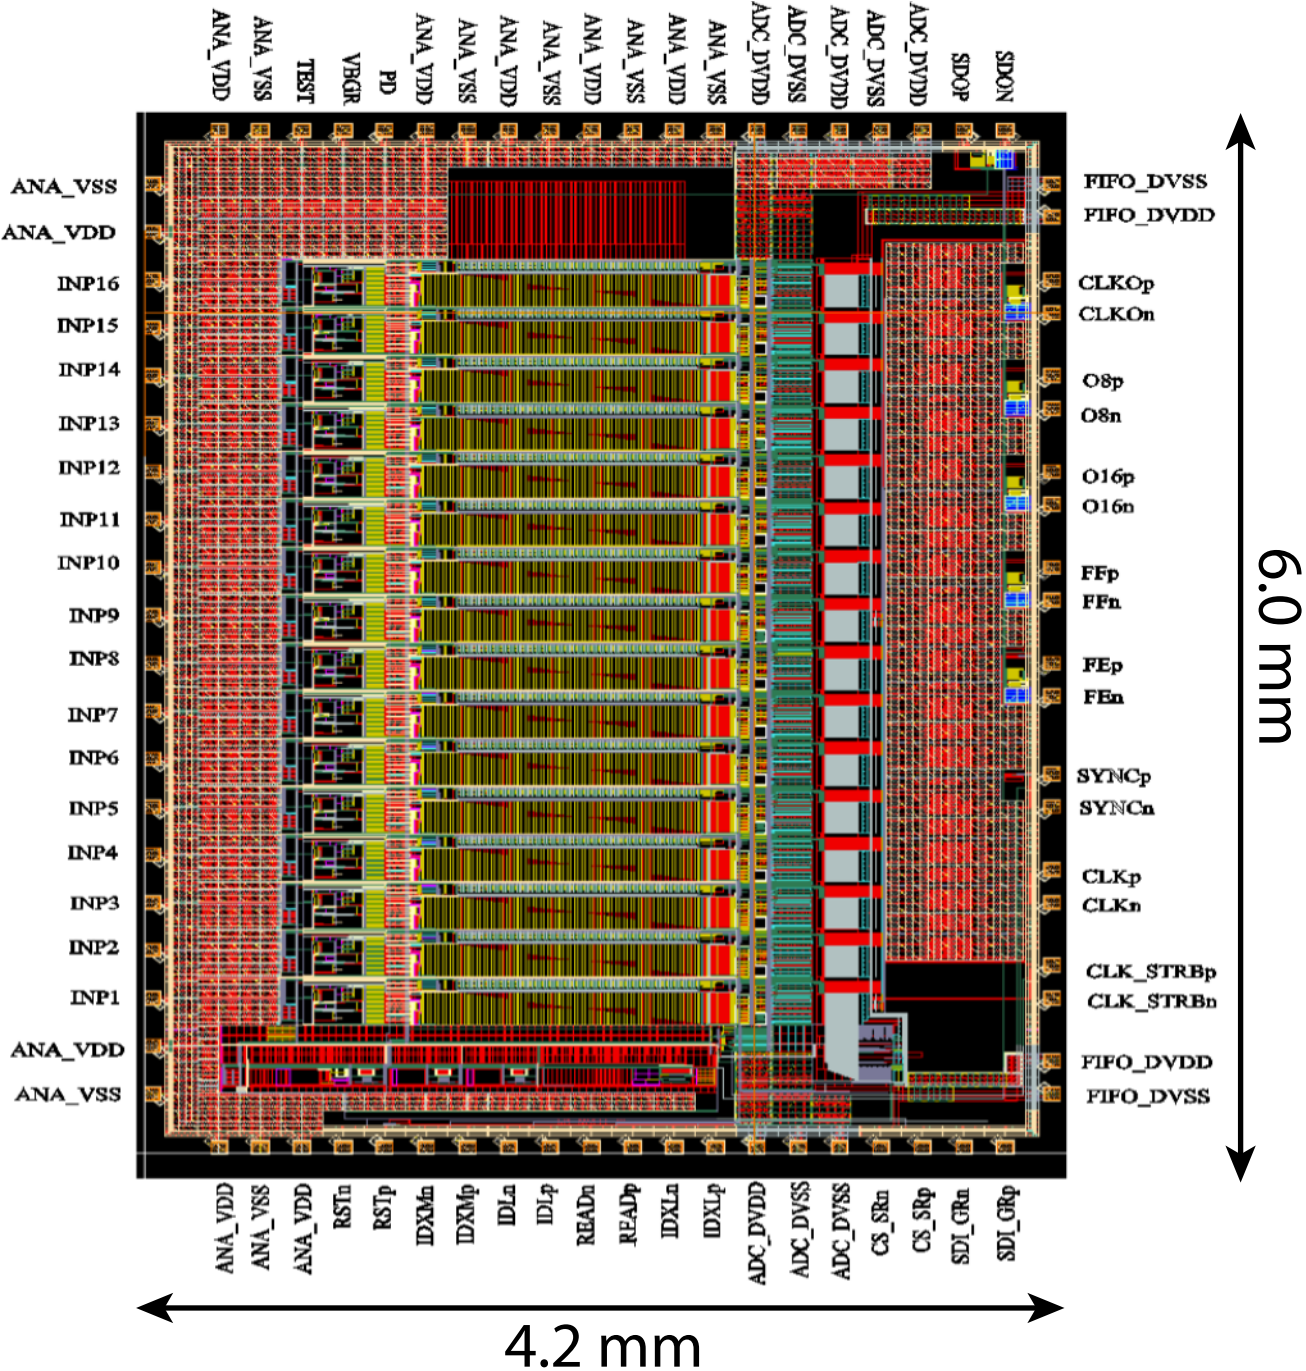 ANA_VDD
ANA_VSS
TEST
VBGR
PD
ANA_VDD
ANA_VSS
ANA_VDD
ANA_VSS
ANA_VDD
ANA_VSS
ANA_VDD
ANA_VSS
ADC_DVDD
ADC_DVSS
ADC_DVDD
ADC_DVSS
ADC_DVDD
SDOP
SDON
ANA_VSS
ANA_VDD
INP16
INP15
INP14
INP13
INP12
INP11
INP10
INP9
INP8
INP7
INP6
INP5
INP4
INP3
INP2
INP1
ANA_VDD
ANA_VSS
FIFO_DVSS
FIFO_DVDD
CLKOp
CLKOn
O8p
O8n
O16p
O16n
FFp
FFn
FEp
FEn
SYNCp
SYNCn
CLKp
CLKn
CLK_STRBp
CLK_STRBn
FIFO_DVDD
FIFO_DVSS
6.0 mm
ANA_VDD
ANA_VSS
ANA_VDD
RSTn
RSTp
IDXMn
IDXMp
IDLn
IDLp
READn
READp
IDXLn
IDXLp
ADC_DVDD
ADC_DVSS
ADC_DVSS
CS_SRn
CS_SRp
SDI_GRn
SDI_GRp
4.2 mm